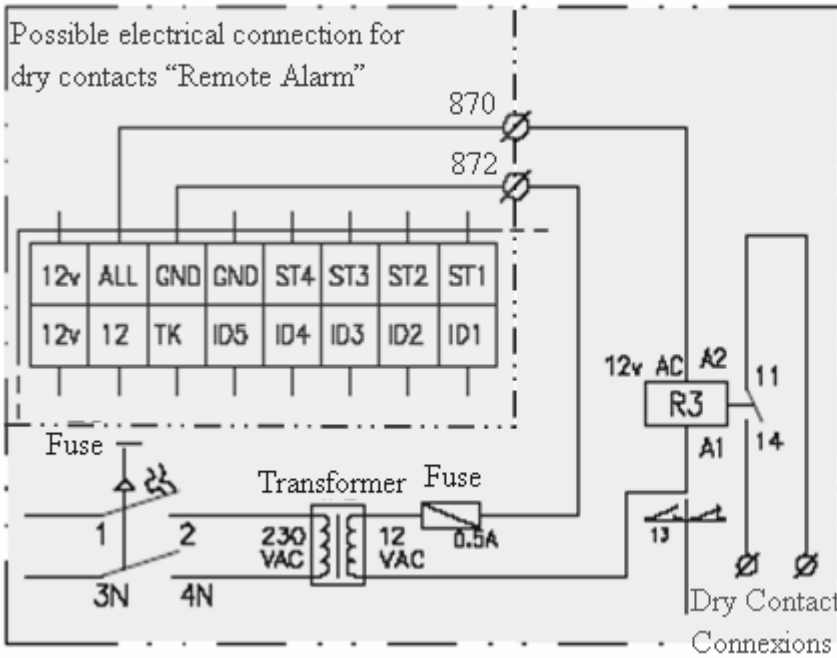 Possible electrical connection for
dry contacts “Remote Alarm”
870
872
12v ALL GND GND ST4 ST3 ST2 ST1
12v 12 TK ID5 ID4 ID3 ID2 ID1
12v AC A2
R3
A1
11
14
13
Fuse
1 2
3N 4N
Transformer
230
VAC
12
VAC
Fuse
0.5A
Dry Contact
Connexions